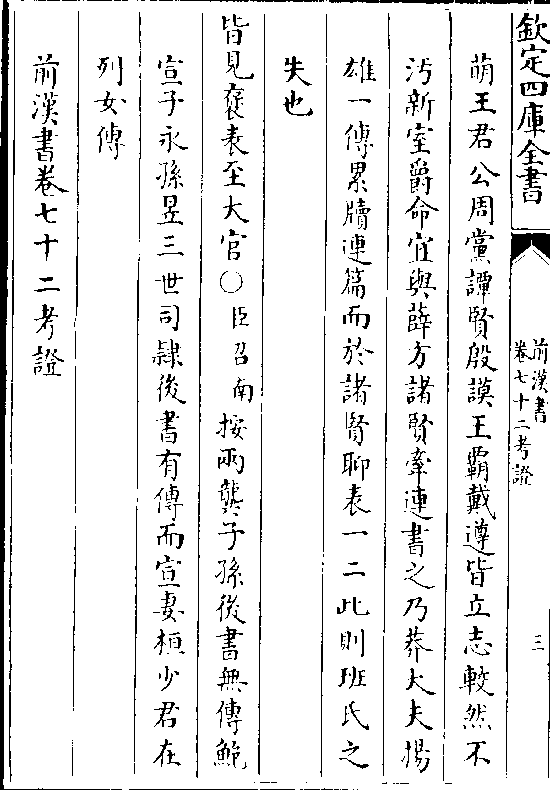 欽定四庫全書
前漢書
卷七十二考證
三
萌王君公周黨譚賢殷謨王覇戴遵皆立志較然不
汚新室爵命宜與薛方諸賢牽連書之乃莽大夫揚
雄一傳累牘連篇而於諸賢聊表一二此則班氏之
失也
皆見褒表至大官○臣召南按兩龔子孫後書無傳鮑
宣子永孫昱三世司隷後書有傳而宣妻桓少君在
列女傳
前漢書卷七十二考證